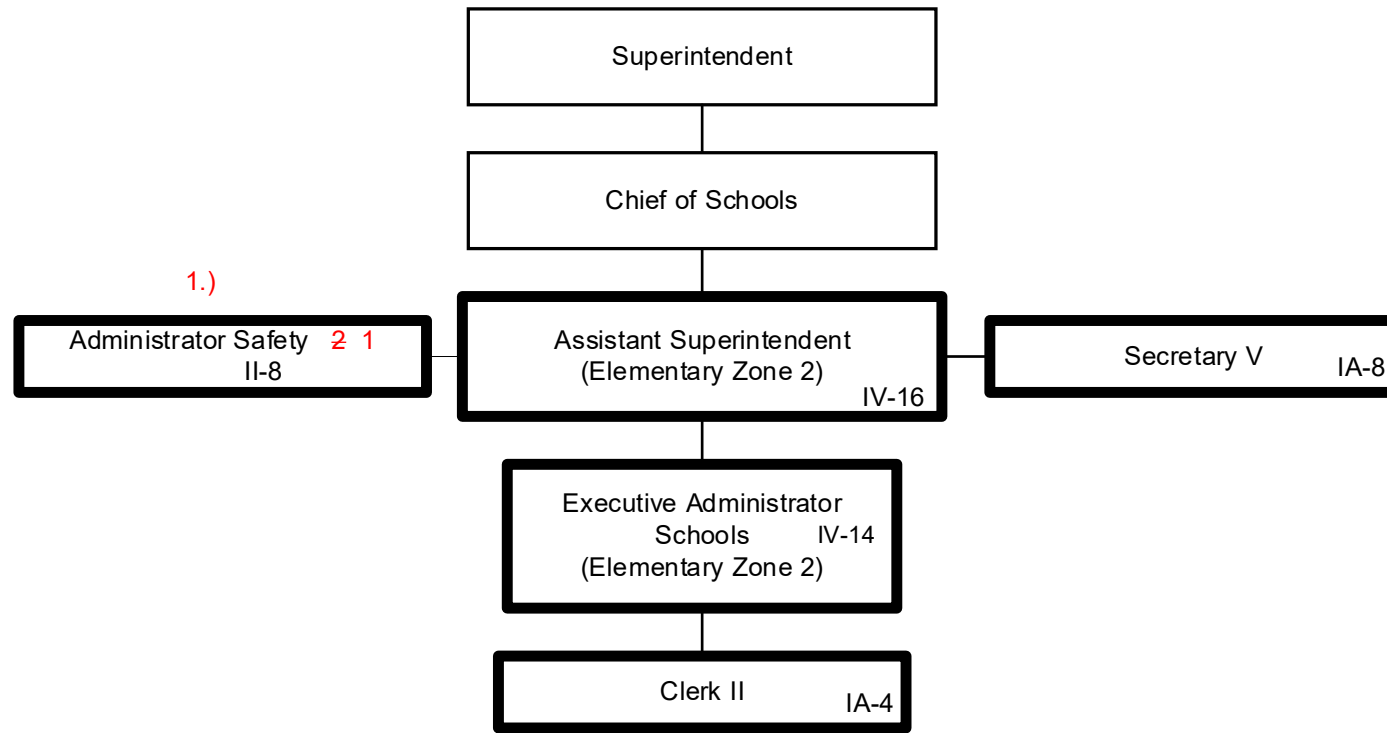 Superintendent
Chief of Schools
1.)
Administrator Safety 2 1
II-8
Assistant Superintendent
(Elementary Zone 2)
IV-16
Secretary V
IA-8
Executive Administrator
Schools IV-14
(Elementary Zone 2)
Clerk II
IA-4